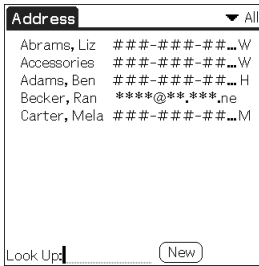 Address All
Abrams, Liz ###-###-##...W
Accessories ###-###-##...W
Adams, Ben ###-###-##...H
Becker, Ran ****@**.***.ne
Carter, Mela ###-###-##...M
Look Up: New